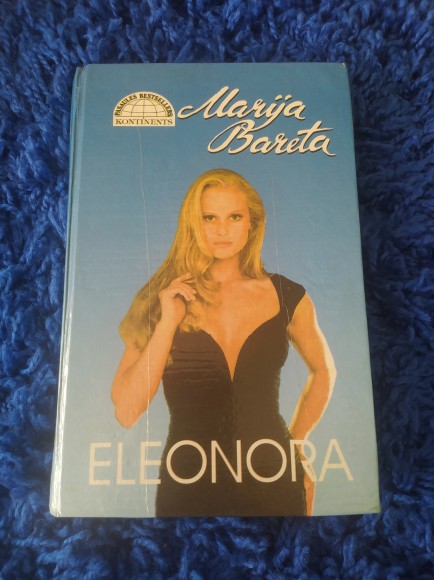 PASAULES BESTSELLERS
KONTINENTS
Marija
Bareta
ELEONORA